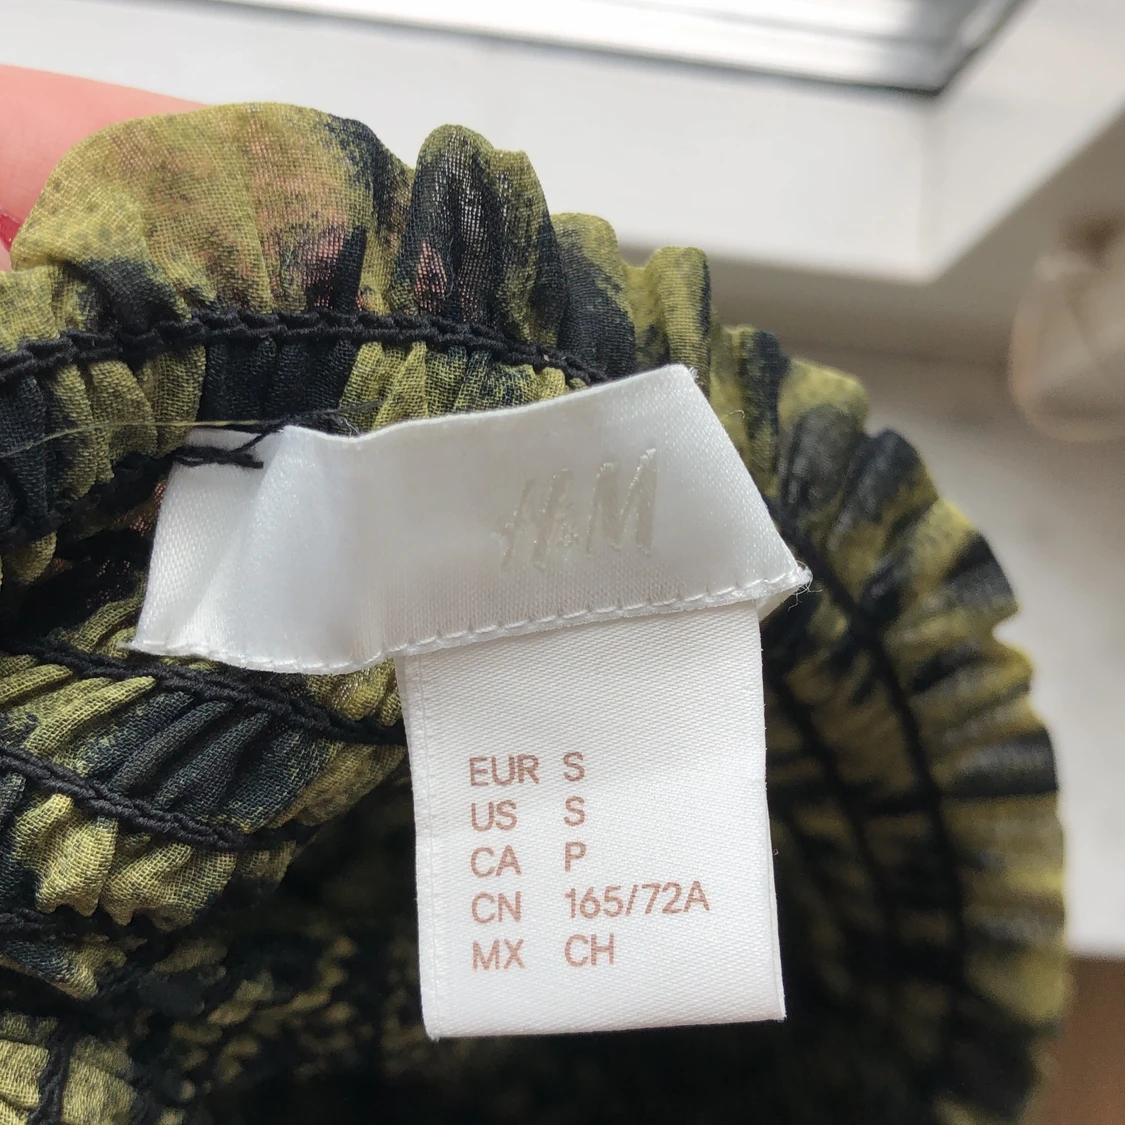 H&M
EUR S
US S
CA P
CN 165/72A
MX CH